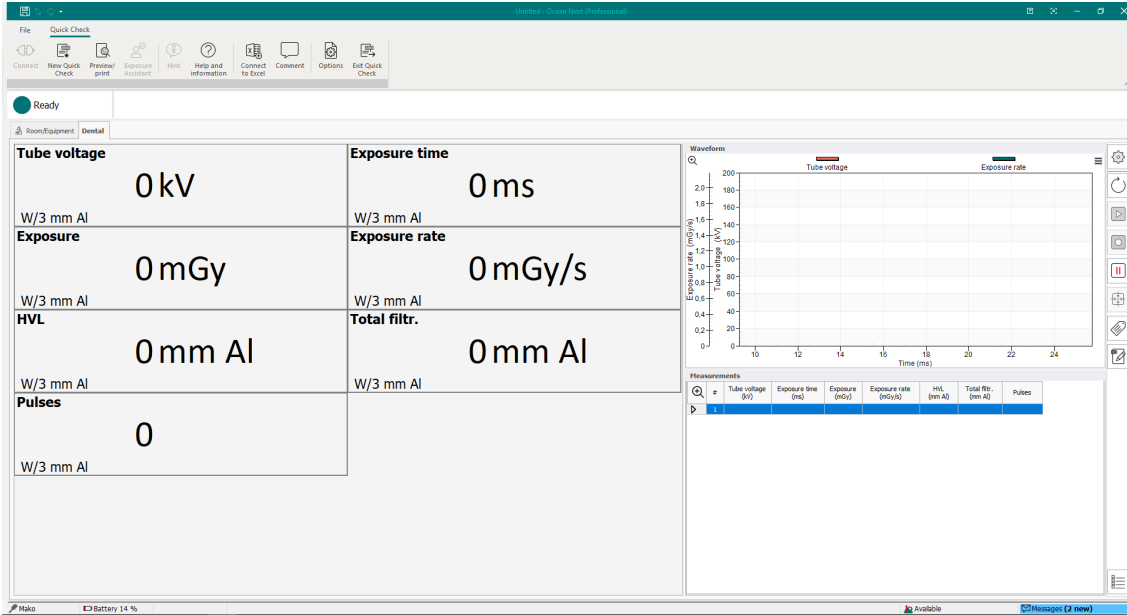 Untitled - Ocean Next (Professional)
File Quick Check
Connect New Quick Check Preview/ print Exposure Assistant Hint Help and information Connect to Excel Comment Options Exit Quick Check
Ready
Room/Equipment Dental
Tube voltage
0 kV
W/3 mm Al
Exposure time
0 ms
W/3 mm Al
Exposure
0 mGy
W/3 mm Al
Exposure rate
0 mGy/s
W/3 mm Al
HVL
0 mm Al
W/3 mm Al
Total filtr.
0 mm Al
W/3 mm Al
Pulses
0
W/3 mm Al
Waveform
Tube voltage Exposure rate
Exposure rate (mGy/s)
2,0
1,8
1,6
1,4
1,2
1,0
0,8
0,6
0,4
0,2
0
Tube voltage (kV)
200
180
160
140
120
100
80
60
40
20
0
10 12 14 16 18 20 22 24
Time (ms)
Measurements
# Tube voltage (kV) Exposure time (ms) Exposure (mGy) Exposure rate (mGy/s) HVL (mm Al) Total filtr. (mm Al) Pulses
1
Mako Battery 14 % Available Messages (2 new)